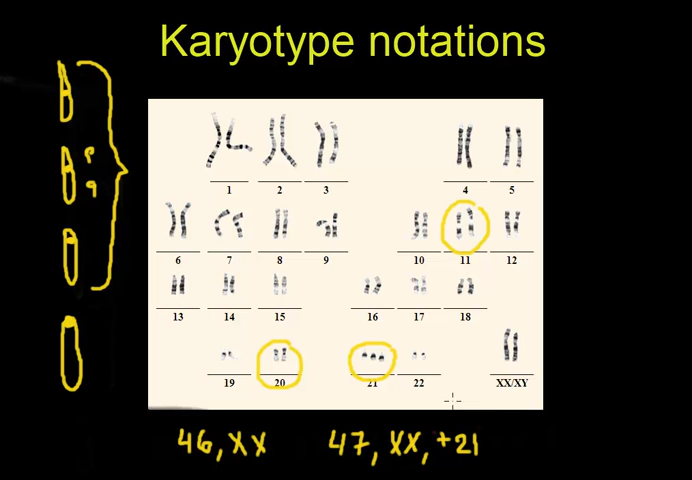 Karyotype notations
1 2 3 4 5
6 7 8 9 10 11 12
13 14 15 16 17 18
19 20 21 22 XX/XY
46, XX 47, XX, +21